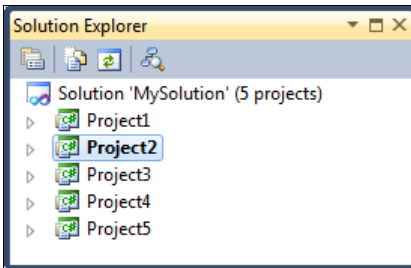 Solution Explorer
Solution 'MySolution' (5 projects)
Project1
Project2
Project3
Project4
Project5